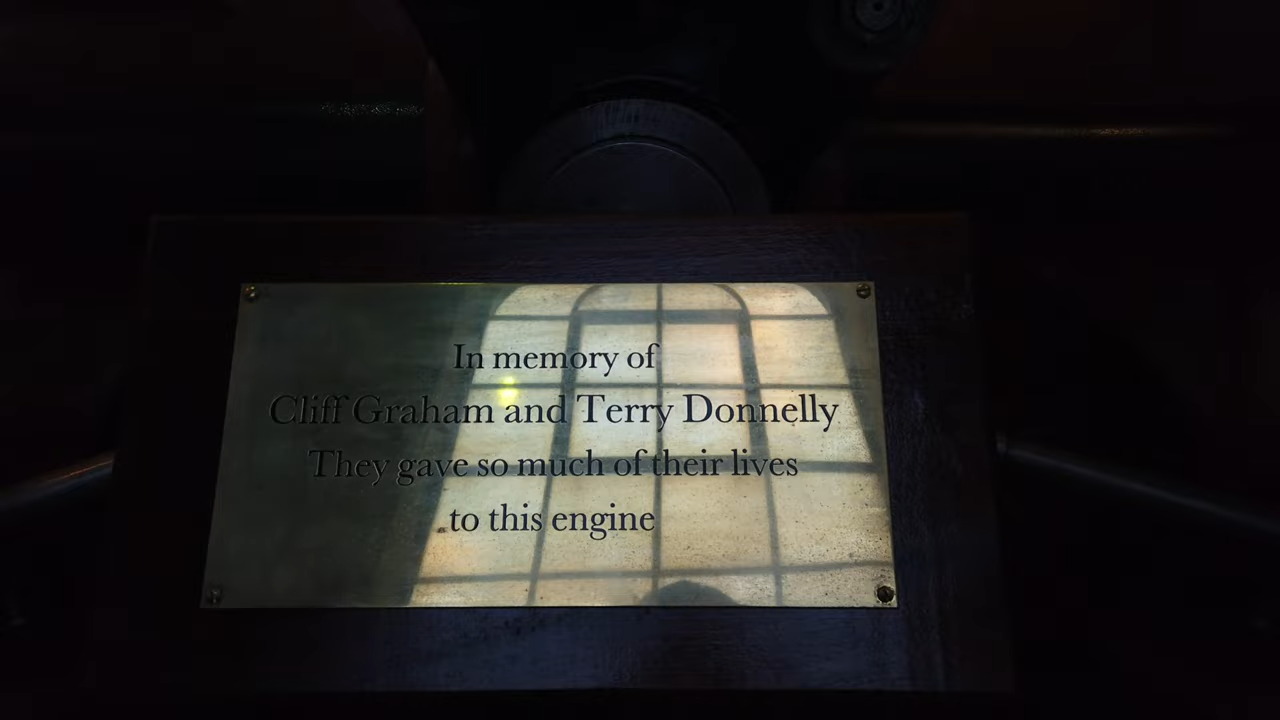 In memory of
Cliff Graham and Terry Donnelly
They gave so much of their lives
to this engine